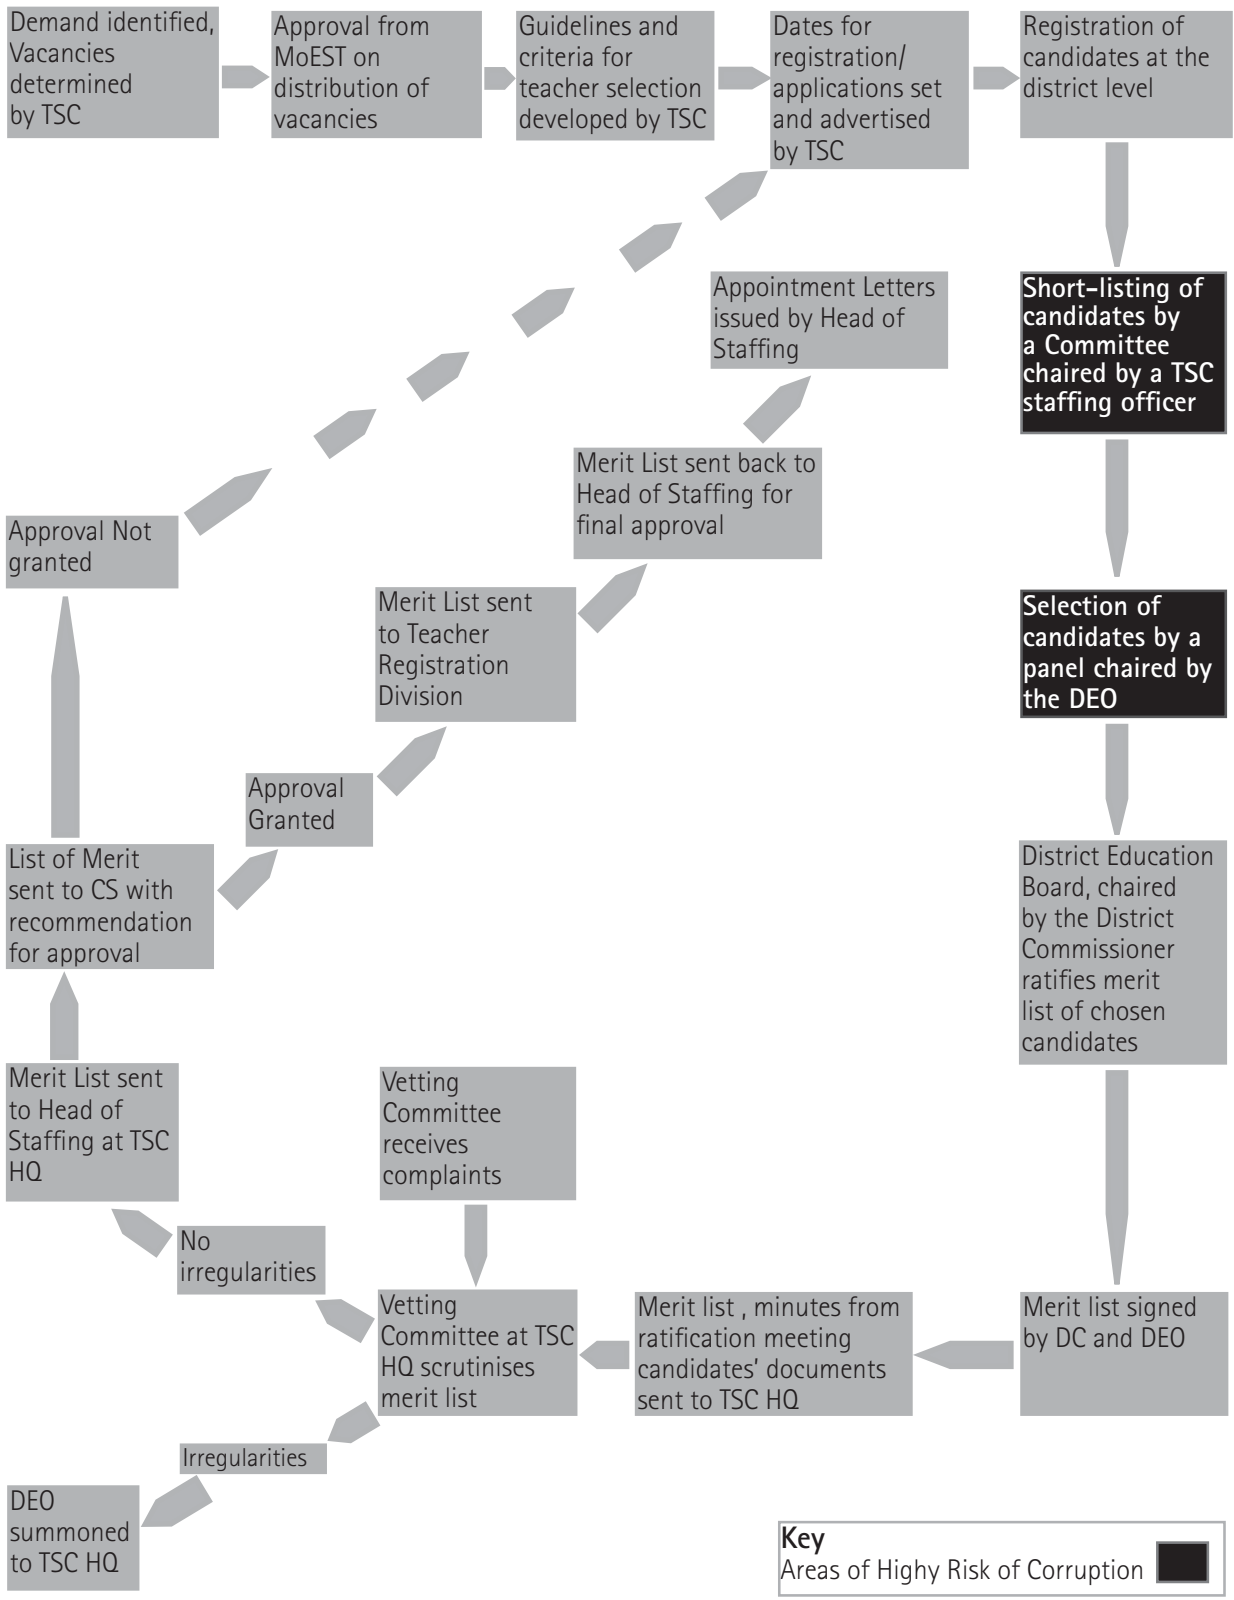 Demand identified,
Vacancies
determined
by TSC
Approval from
MoEST on
distribution of
vacancies
Guidelines and
criteria for
teacher selection
developed by TSC
Dates for
registration/
applications set
and advertised
by TSC
Registration of
candidates at the
district level
Short-listing of
candidates by
a Committee
chaired by a TSC
staffing officer
Selection of
candidates by a
panel chaired by
the DEO
District Education
Board, chaired
by the District
Commissioner
ratifies merit
list of chosen
candidates
Merit list signed
by DC and DEO
Merit list , minutes from
ratification meeting
candidates' documents
sent to TSC HQ
Vetting
Committee
receives
complaints
Vetting
Committee at TSC
HQ scrutinises
merit list
Irregularities
DEO
summoned
to TSC HQ
No
irregularities
Merit List sent
to Head of
Staffing at TSC
HQ
List of Merit
sent to CS with
recommendation
for approval
Approval Not
granted
Approval
Granted
Merit List sent
to Teacher
Registration
Division
Merit List sent back to
Head of Staffing for
final approval
Appointment Letters
issued by Head of
Staffing
Key
Areas of Highy Risk of Corruption